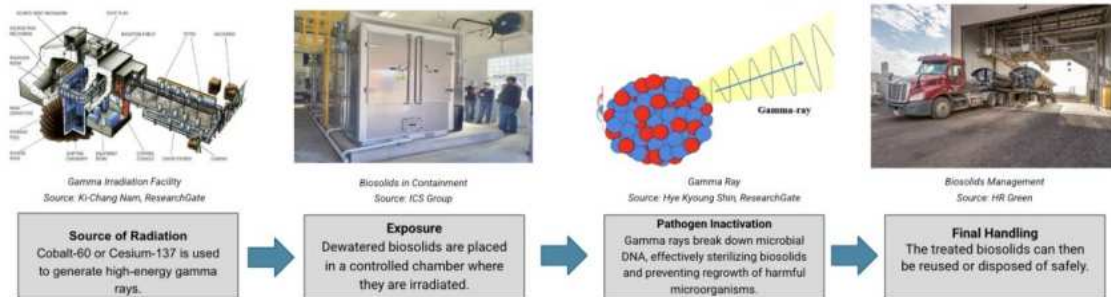 Gamma Irradiation Facility
Source: Ki-Chang Nam, ResearchGate
Biosolids in Containment
Source: ICS Group
Gamma-ray
Gamma Ray
Source: Hye Kyoung Shin, ResearchGate
Biosolids Management
Source: HR Green
Source of Radiation
Cobalt-60 or Cesium-137 is used
to generate high-energy gamma
rays.
Exposure
Dewatered biosolids are placed
in a controlled chamber where
they are irradiated.
Pathogen Inactivation
Gamma rays break down microbial
DNA, effectively sterilizing biosolids
and preventing regrowth of harmful
microorganisms.
Final Handling
The treated biosolids can then
be reused or disposed of safely.